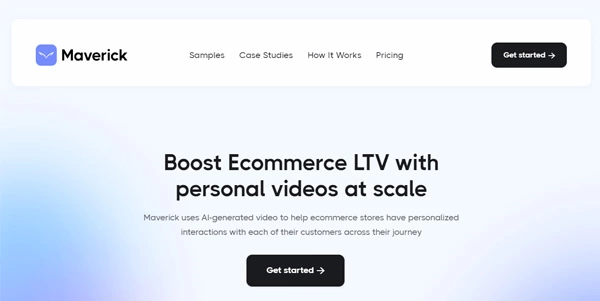 Maverick
Samples Case Studies How It Works Pricing
Get started →
Boost Ecommerce LTV with
personal videos at scale
Maverick uses AI-generated video to help ecommerce stores have personalized
interactions with each of their customers across their journey
Get started →